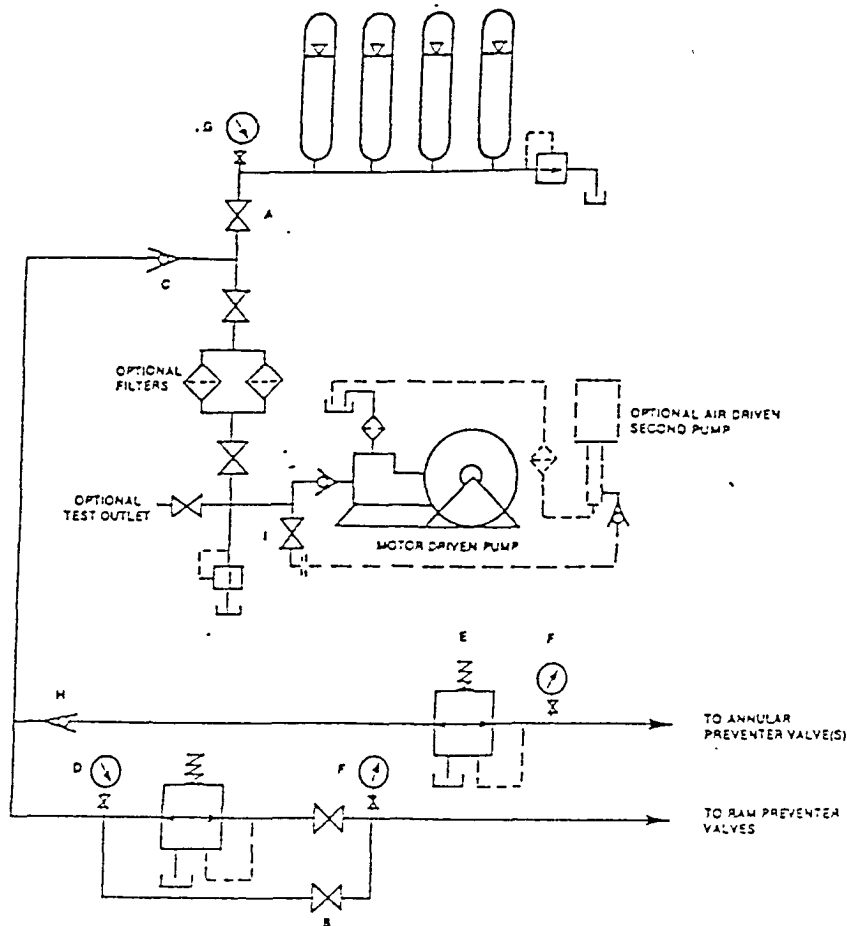 G
A
C
OPTIONAL
FILTERS
OPTIONAL AIR DRIVEN
SECOND PUMP
OPTIONAL
TEST OUTLET
I
MOTOR DRIVEN PUMP
E
F
H
TO ANNULAR
PREVENTER VALVE(S)
D
F
TO RAM PREVENTER
VALVES
B